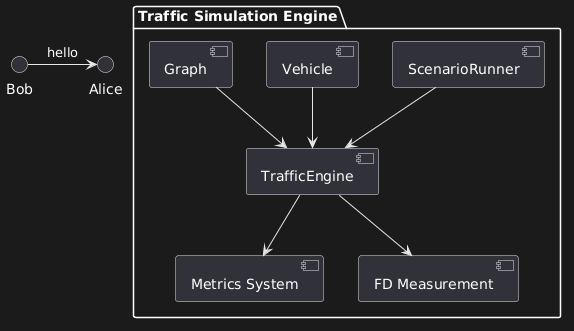 Traffic Simulation Engine
hello
Bob
Alice
Graph
Vehicle
ScenarioRunner
TrafficEngine
Metrics System
FD Measurement